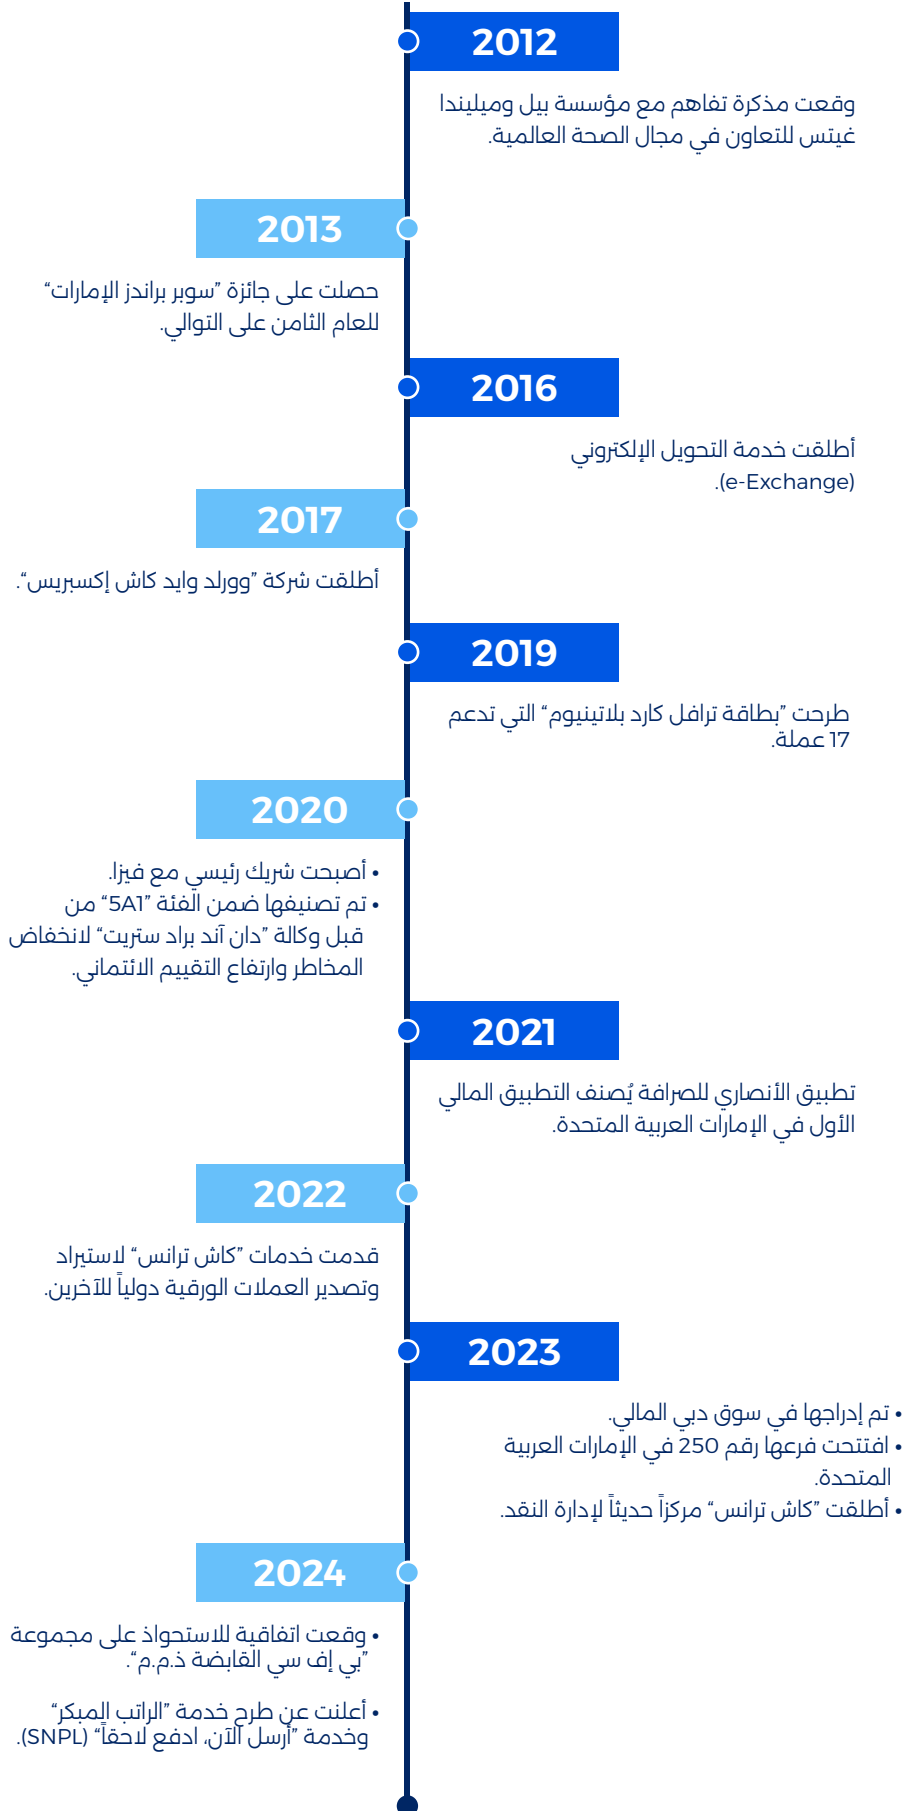 2012
وقعت مذكرة تفاهم مع مؤسسة بيل وميليندا
غيتس للتعاون في مجال الصحة العالمية.
2013
حصلت على جائزة "سوبر براندز الإمارات"
للعام الثامن على التوالي.
2016
أطلقت خدمة التحويل الإلكتروني
(e-Exchange).
2017
أطلقت شركة "وورلد وايد كاش إكسبريس".
2019
طرحت "بطاقة ترافل كارد بلاتينيوم" التي تدعم
17 عملة.
2020
• أصبحت شريك رئيسي مع فيزا.
• تم تصنيفها ضمن الفئة "5A1" من
قبل وكالة "دان آند براد ستريت" لانخفاض
المخاطر وارتفاع التقييم الائتماني.
2021
تطبيق الأنصاري للصرافة يُصنف التطبيق المالي
الأول في الإمارات العربية المتحدة.
2022
قدمت خدمات "كاش ترانس" لاستيراد
وتصدير العملات الورقية دولياً للآخرين.
2023
• تم إدراجها في سوق دبي المالي.
• افتتحت فرعها رقم 250 في الإمارات العربية
المتحدة.
• أطلقت "كاش ترانس" مركزاً حديثاً لإدارة النقد.
2024
• وقعت اتفاقية للاستحواذ على مجموعة
"بي إف سي القابضة ذ.م.م".
• أعلنت عن طرح خدمة "الراتب المبكر"
وخدمة "أرسل الآن، ادفع لاحقاً" (SNPL).